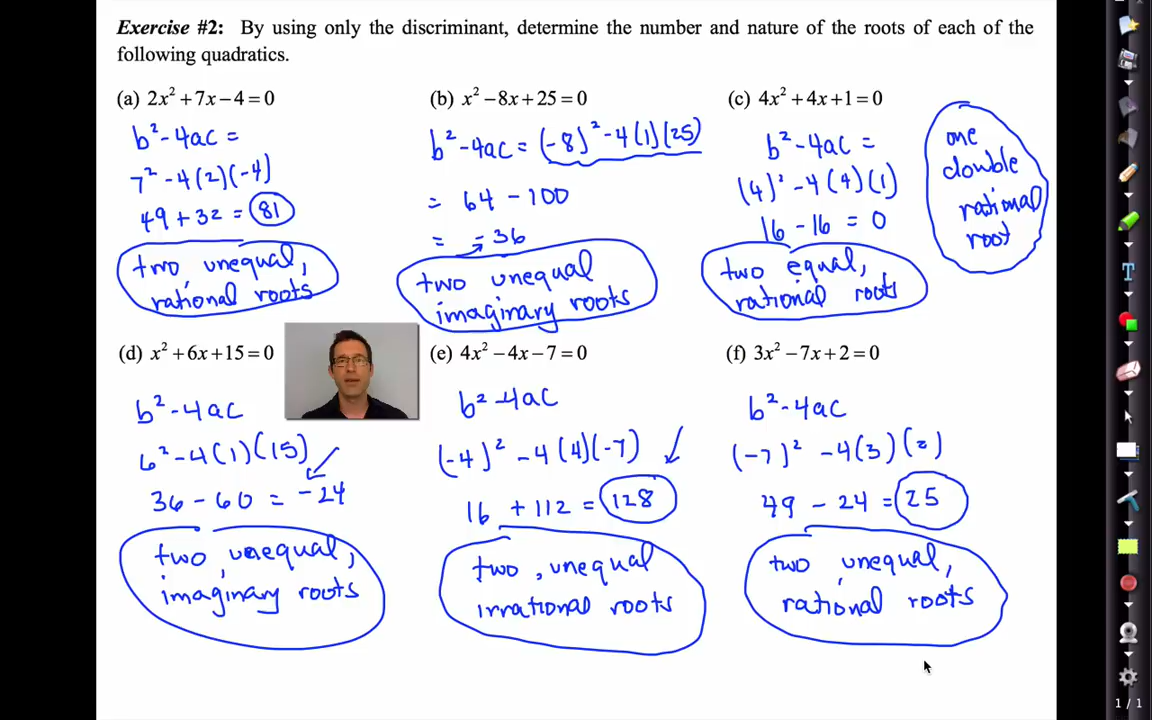 Exercise #2: By using only the discriminant, determine the number and nature of the roots of each of the
following quadratics.
(a) 2x² + 7x − 4 = 0
b² - 4ac =
7² - 4(2)(-4)
49 + 32 = 81
two, unequal,
rational roots
(b) x² − 8x + 25 = 0
b² - 4ac = (-8)² - 4(1)(25)
= 64 - 100
= -36
two unequal
imaginary roots
(c) 4x² + 4x + 1 = 0
b² - 4ac =
(4)² - 4(4)(1)
16 - 16 = 0
two equal,
rational roots
one
double
rational
root
(d) x² + 6x + 15 = 0
b² - 4ac
6² - 4(1)(15)
36 - 60 = -24
two, unequal,
imaginary roots
(e) 4x² − 4x − 7 = 0
b² - 4ac
(-4)² - 4(4)(-7)
16 + 112 = 128
two, unequal
irrational roots
(f) 3x² − 7x + 2 = 0
b² - 4ac
(-7)² - 4(3)(2)
49 - 24 = 25
two, unequal,
rational roots
T
1 / 1